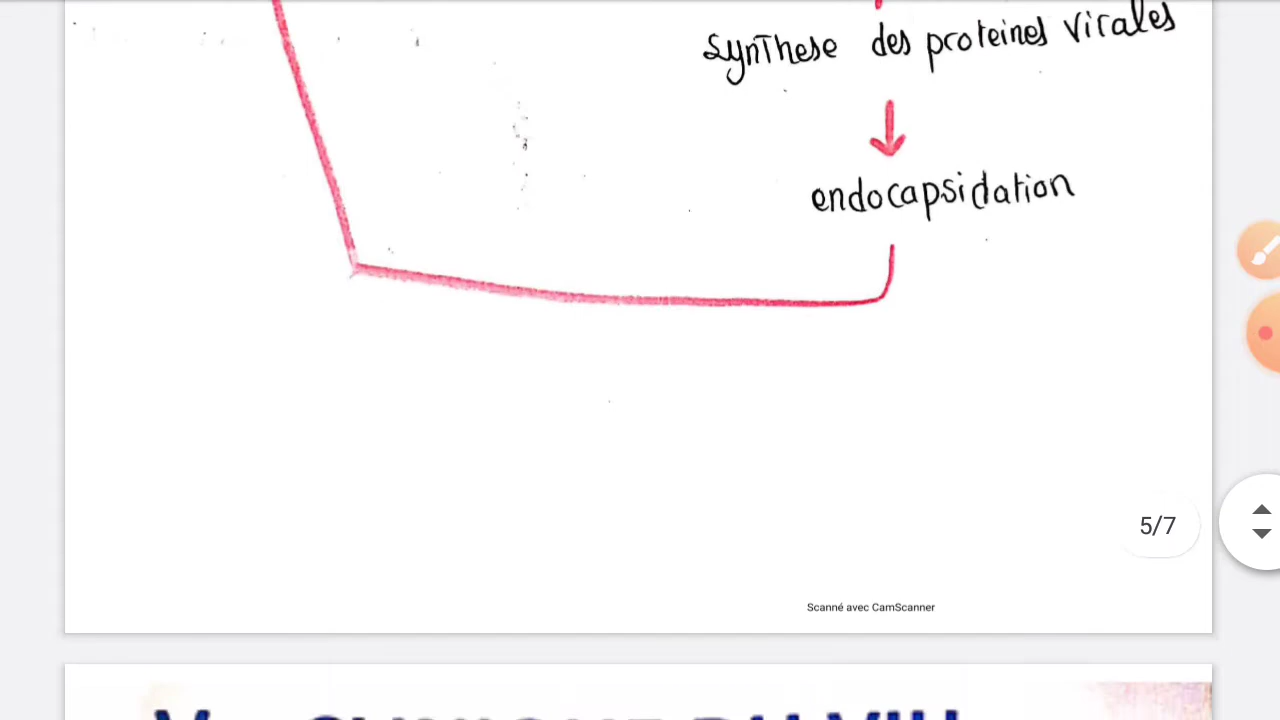 synthese des proteines virales
endocapsidation
5/7
Scanné avec CamScanner